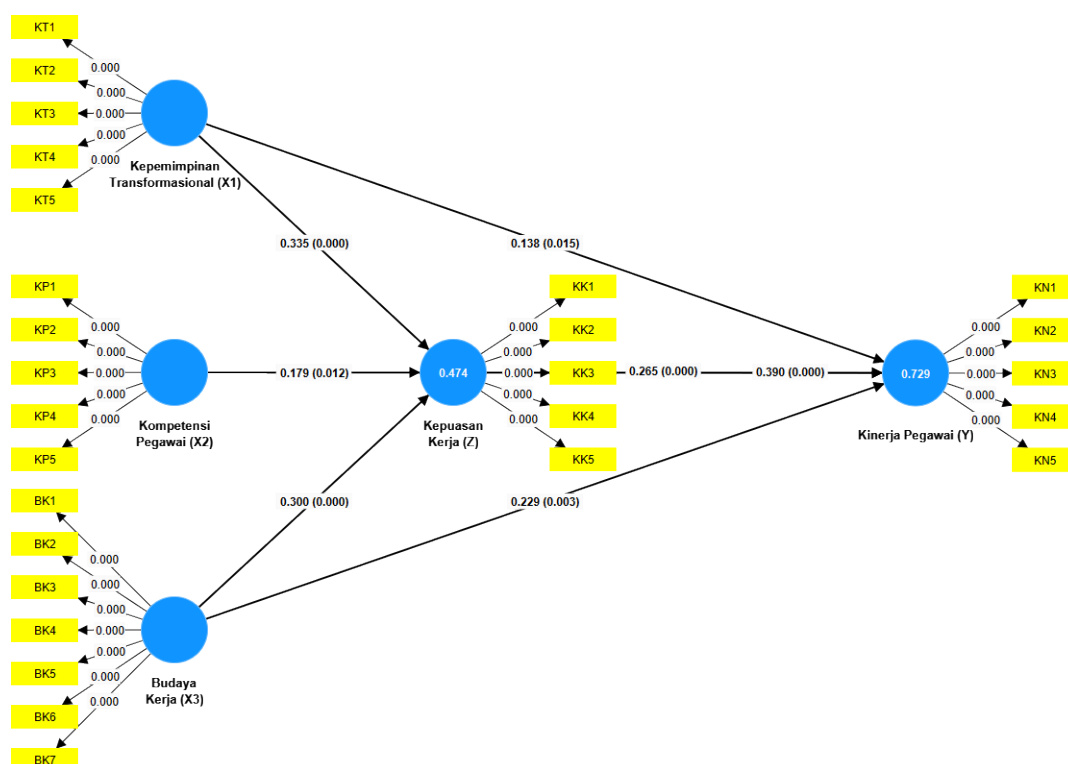 KT1
KT2
KT3
KT4
KT5
0.000
0.000
0.000
0.000
0.000
Kepemimpinan
Transformasional (X1)
0.335 (0.000)
0.138 (0.015)
KP1
KP2
KP3
KP4
KP5
0.000
0.000
0.000
0.000
0.000
Kompetensi
Pegawai (X2)
0.179 (0.012)
0.474
Kepuasan
Kerja (Z)
0.000
0.000
0.000
0.000
0.000
KK1
KK2
KK3
KK4
KK5
0.265 (0.000)
0.390 (0.000)
0.729
Kinerja Pegawai (Y)
0.000
0.000
0.000
0.000
0.000
KN1
KN2
KN3
KN4
KN5
0.300 (0.000)
0.229 (0.003)
BK1
BK2
BK3
BK4
BK5
BK6
BK7
0.000
0.000
0.000
0.000
0.000
0.000
0.000
Budaya
Kerja (X3)